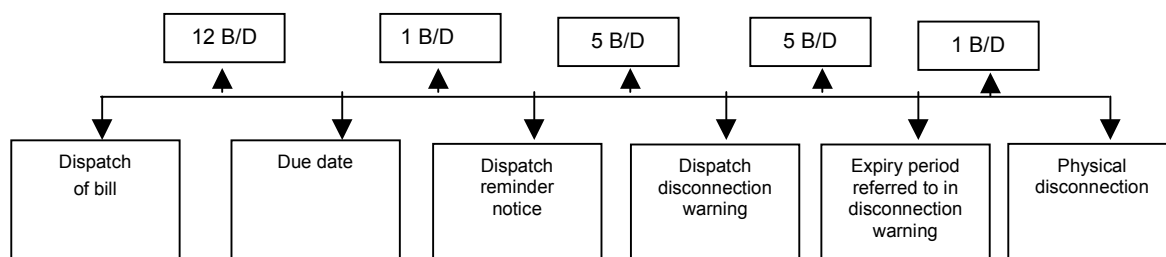 12 B/D
1 B/D
5 B/D
5 B/D
1 B/D
Dispatch
of bill
Due date
Dispatch
reminder
notice
Dispatch
disconnection
warning
Expiry period
referred to in
disconnection
warning
Physical
disconnection